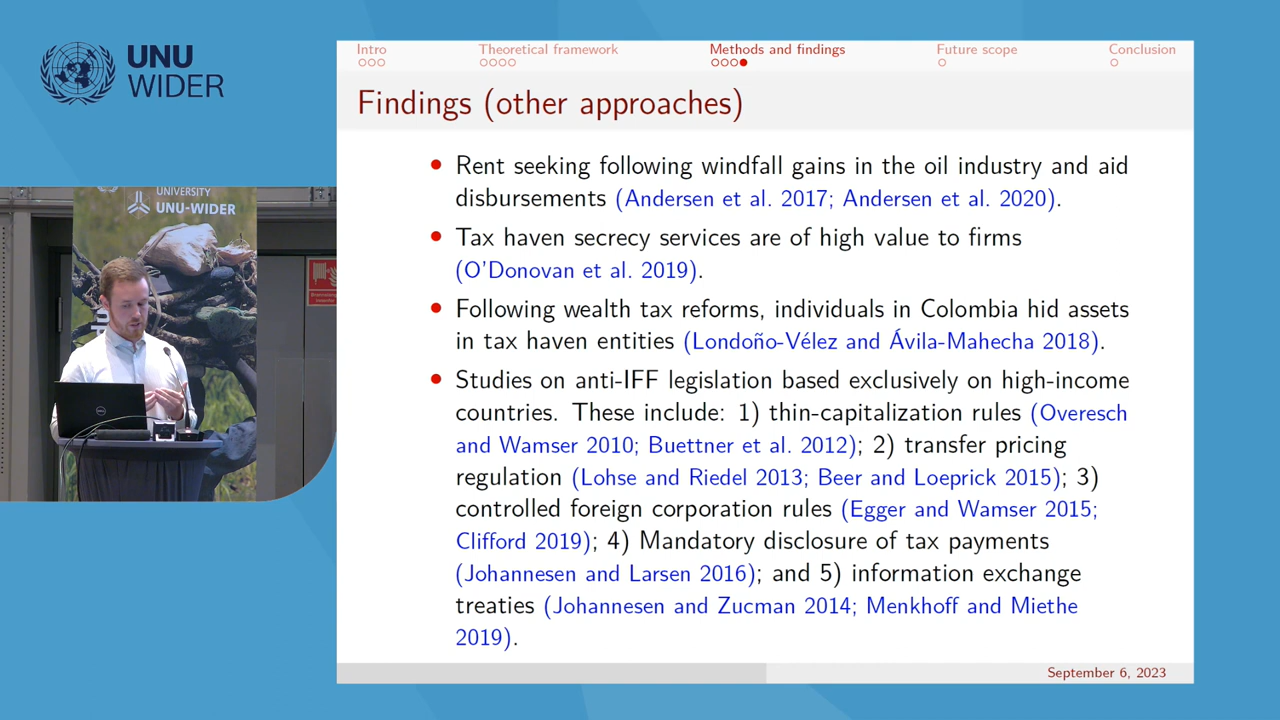 UNU
WIDER
UNIVERSITY
UNU-WIDER
Intro
Theoretical framework
Methods and findings
Future scope
Conclusion
Findings (other approaches)
• Rent seeking following windfall gains in the oil industry and aid
disbursements (Andersen et al. 2017; Andersen et al. 2020).
• Tax haven secrecy services are of high value to firms
(O'Donovan et al. 2019).
• Following wealth tax reforms, individuals in Colombia hid assets
in tax haven entities (Londoño-Vélez and Ávila-Mahecha 2018).
• Studies on anti-IFF legislation based exclusively on high-income
countries. These include: 1) thin-capitalization rules (Overesch
and Wamser 2010; Buettner et al. 2012); 2) transfer pricing
regulation (Lohse and Riedel 2013; Beer and Loeprick 2015); 3)
controlled foreign corporation rules (Egger and Wamser 2015;
Clifford 2019); 4) Mandatory disclosure of tax payments
(Johannesen and Larsen 2016); and 5) information exchange
treaties (Johannesen and Zucman 2014; Menkhoff and Miethe
2019).
September 6, 2023